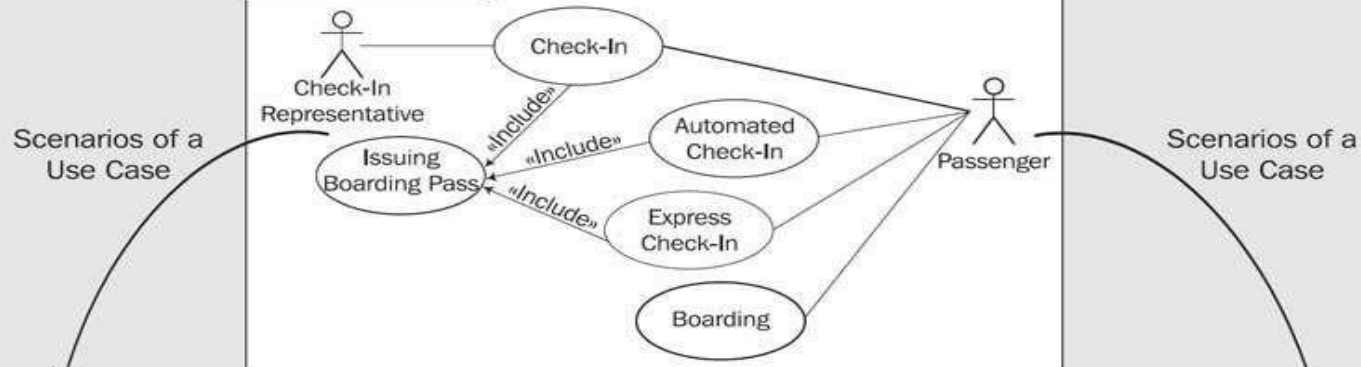 Check-In
Check-In
Representative
«Include»
Automated
Check-In
Passenger
Scenarios of a
Use Case
Scenarios of a
Use Case
Issuing
Boarding Pass
«Include»
«Include»
Express
Check-In
Boarding